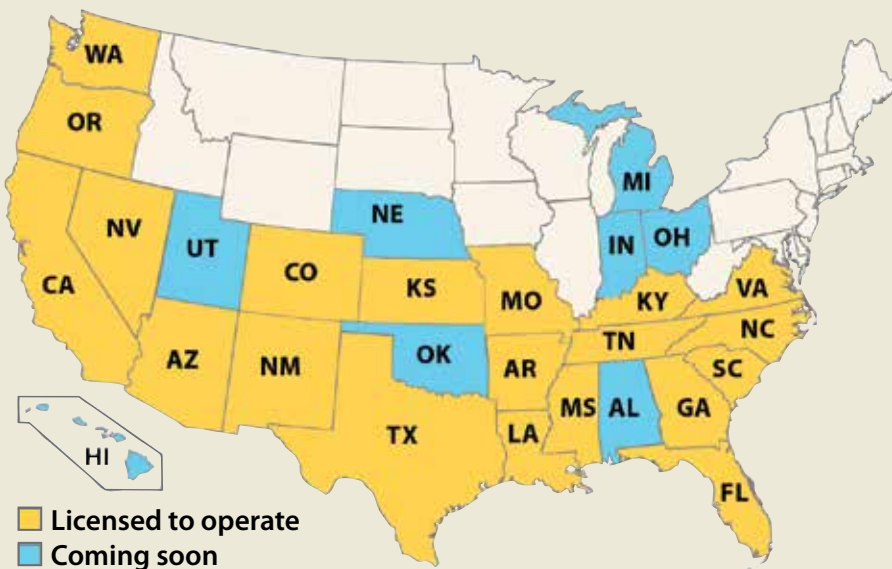 WA
OR
MI
NE
NV
UT
IN
OH
CO
CA
KS
MO
KY
VA
NC
TN
AZ
NM
OK
AR
SC
MS
AL
GA
TX
LA
HI
FL
Licensed to operate
Coming soon